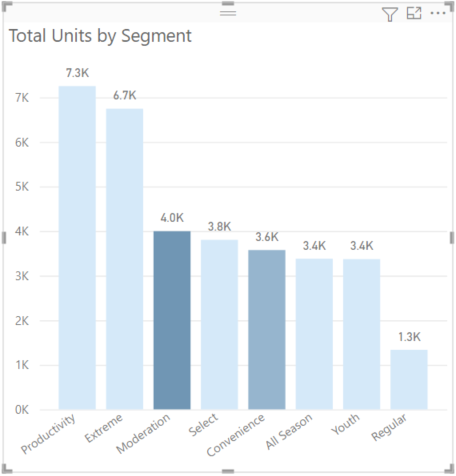 Total Units by Segment
7.3K
6.7K
4.0K
3.8K
3.6K
3.4K
3.4K
1.3K
7K
6K
5K
4K
3K
2K
1K
0K
Productivity
Extreme
Moderation
Select
Convenience
All Season
Youth
Regular